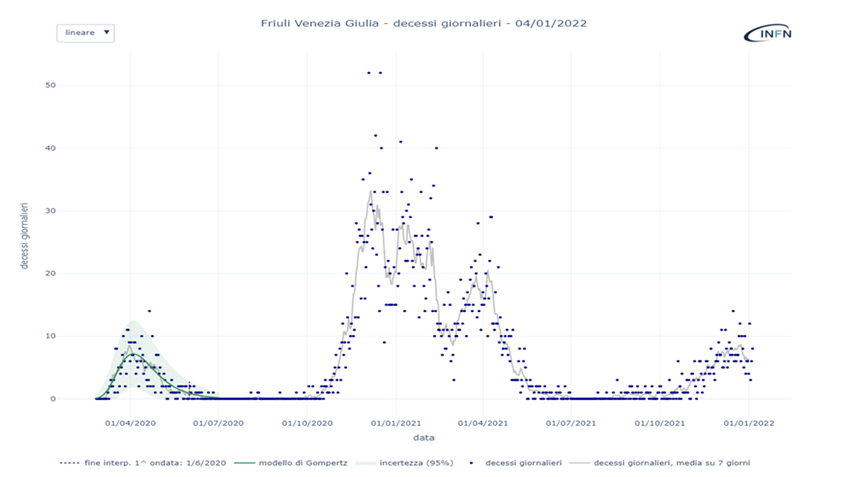 Friuli Venezia Giulia - decessi giornalieri - 04/01/2022
lineare
INFN
50
40
30
20
10
0
decessi giornalieri
01/04/2020 01/07/2020 01/10/2020 01/01/2021 01/04/2021 01/07/2021 01/10/2021 01/01/2022
data
fine interp. 1^ ondata: 1/6/2020 modello di Gompertz incertezza (95%) decessi giornalieri decessi giornalieri, media su 7 giorni